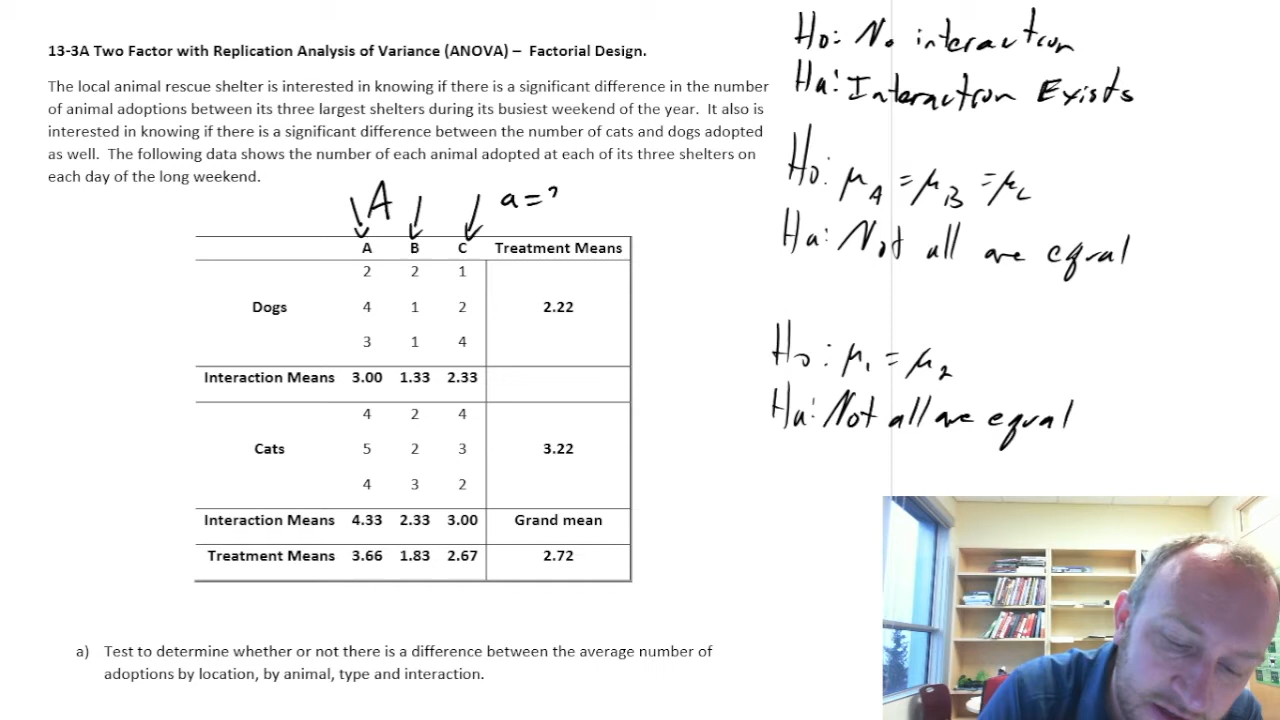 13-3A Two Factor with Replication Analysis of Variance (ANOVA) – Factorial Design.
The local animal rescue shelter is interested in knowing if there is a significant difference in the number
of animal adoptions between its three largest shelters during its busiest weekend of the year. It also is
interested in knowing if there is a significant difference between the number of cats and dogs adopted
as well. The following data shows the number of each animal adopted at each of its three shelters on
each day of the long weekend.
A a=?
A B C Treatment Means
2 2 1
Dogs 4 1 2 2.22
3 1 4
Interaction Means 3.00 1.33 2.33
4 2 4
Cats 5 2 3 3.22
4 3 2
Interaction Means 4.33 2.33 3.00 Grand mean
Treatment Means 3.66 1.83 2.67 2.72
a) Test to determine whether or not there is a difference between the average number of
adoptions by location, by animal, type and interaction.
Ho: No interaction
Ha: Interaction Exists
Ho: μA = μB = μC
Ha: Not all are equal
Ho: μ1 = μ2
Ha: Not all are equal